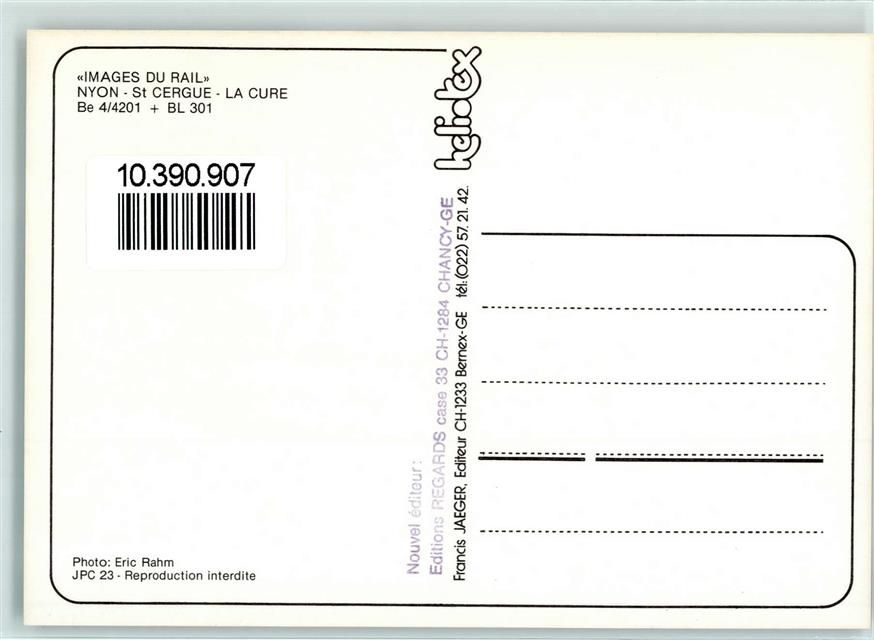 «IMAGES DU RAIL»
NYON - St CERGUE - LA CURE
Be 4/4201 + BL 301
10.390.907
heliotex
Nouvel éditeur:
Editions REGARDS case 33 CH-1284 CHANCY-GE
Francis JAEGER, Editeur CH-1233 Bernex-GE tél: (022) 57. 21. 42.
Photo: Eric Rahm
JPC 23 - Reproduction interdite